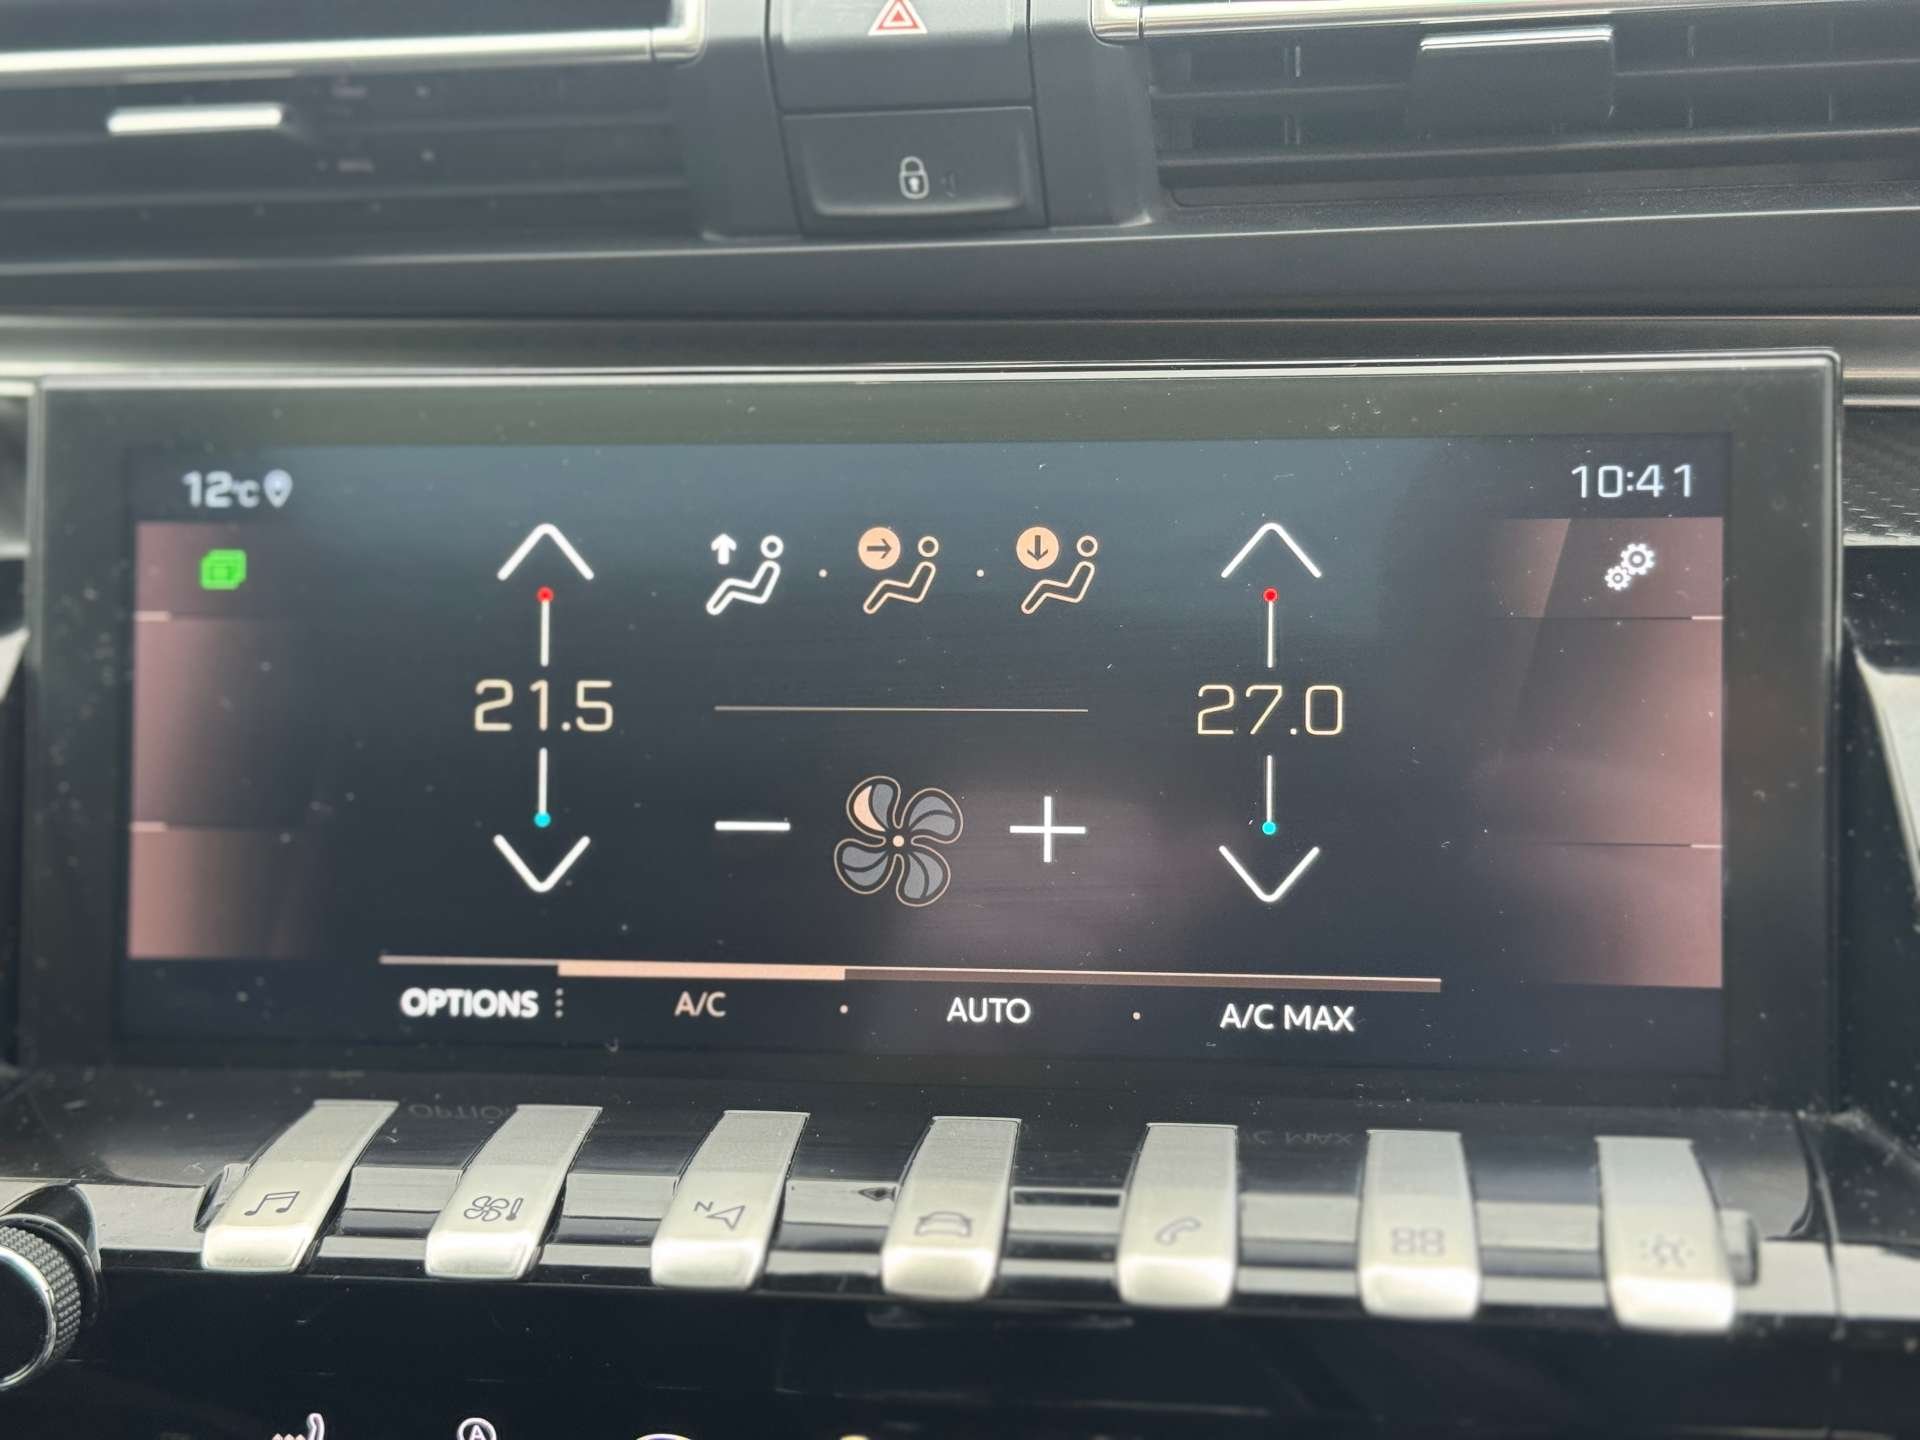 12°C 10:41
21.5 27.0
OPTIONS A/C AUTO A/C MAX
N
A